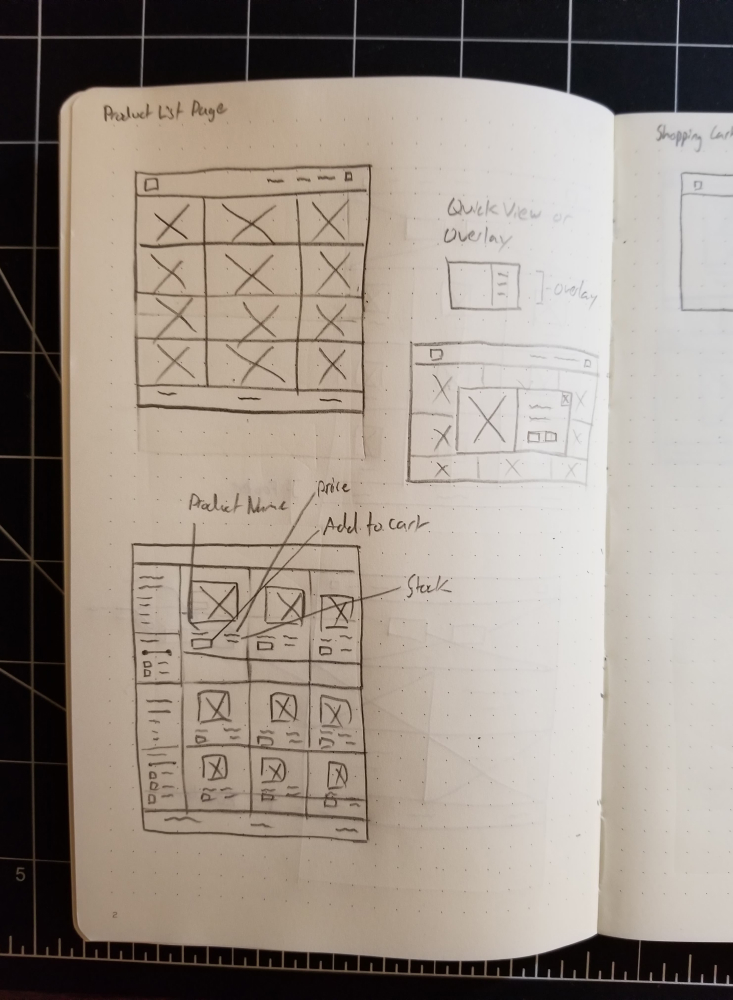 Product List Page
Shopping Cart
Quick View or
Overlay
overlay
Product Name
price
Add to cart
Stock
2
5